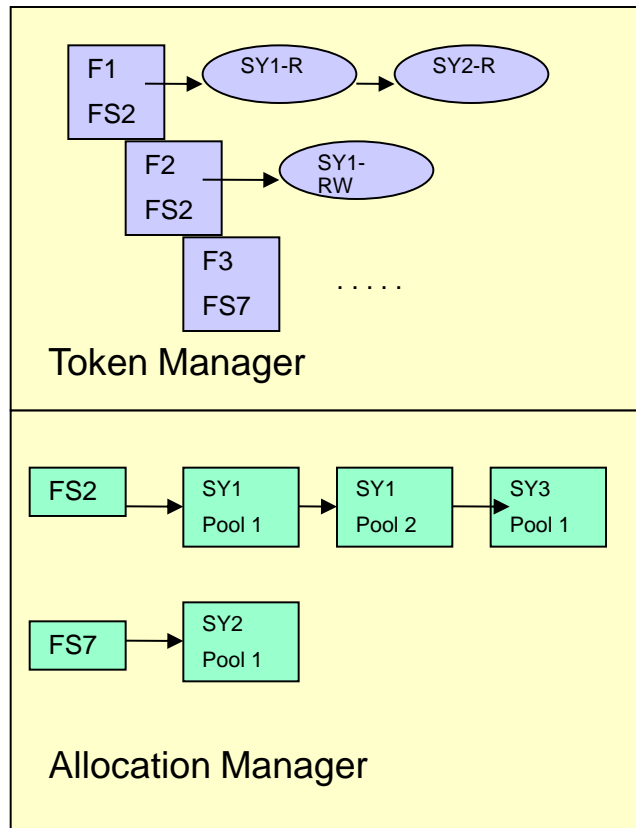 F1
FS2
SY1-R
SY2-R
F2
FS2
SY1-
RW
F3
FS7
. . . . .
Token Manager
FS2
SY1
Pool 1
SY1
Pool 2
SY3
Pool 1
FS7
SY2
Pool 1
Allocation Manager